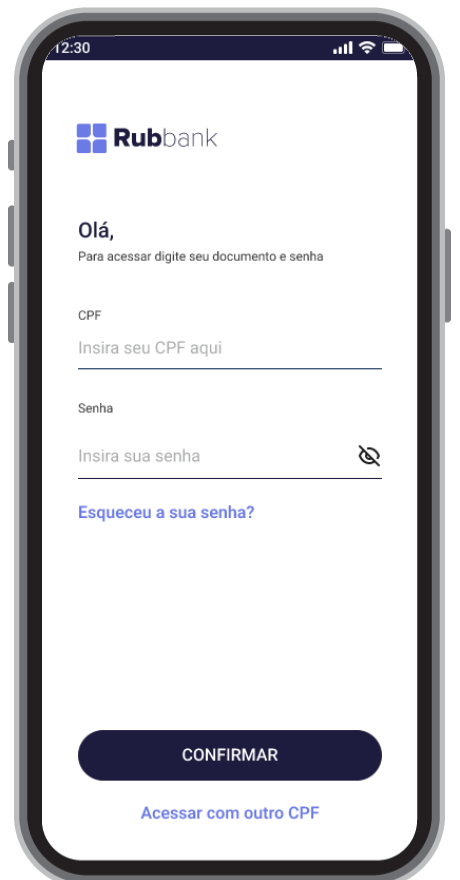 12:30
Rubbank
Olá,
Para acessar digite seu documento e senha
CPF
Insira seu CPF aqui
Senha
Insira sua senha
Esqueceu a sua senha?
CONFIRMAR
Acessar com outro CPF